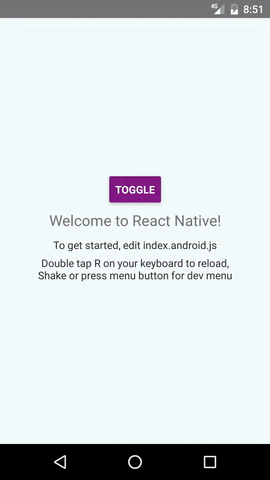 4G 8:51
TOGGLE
Welcome to React Native!
To get started, edit index.android.js
Double tap R on your keyboard to reload,
Shake or press menu button for dev menu